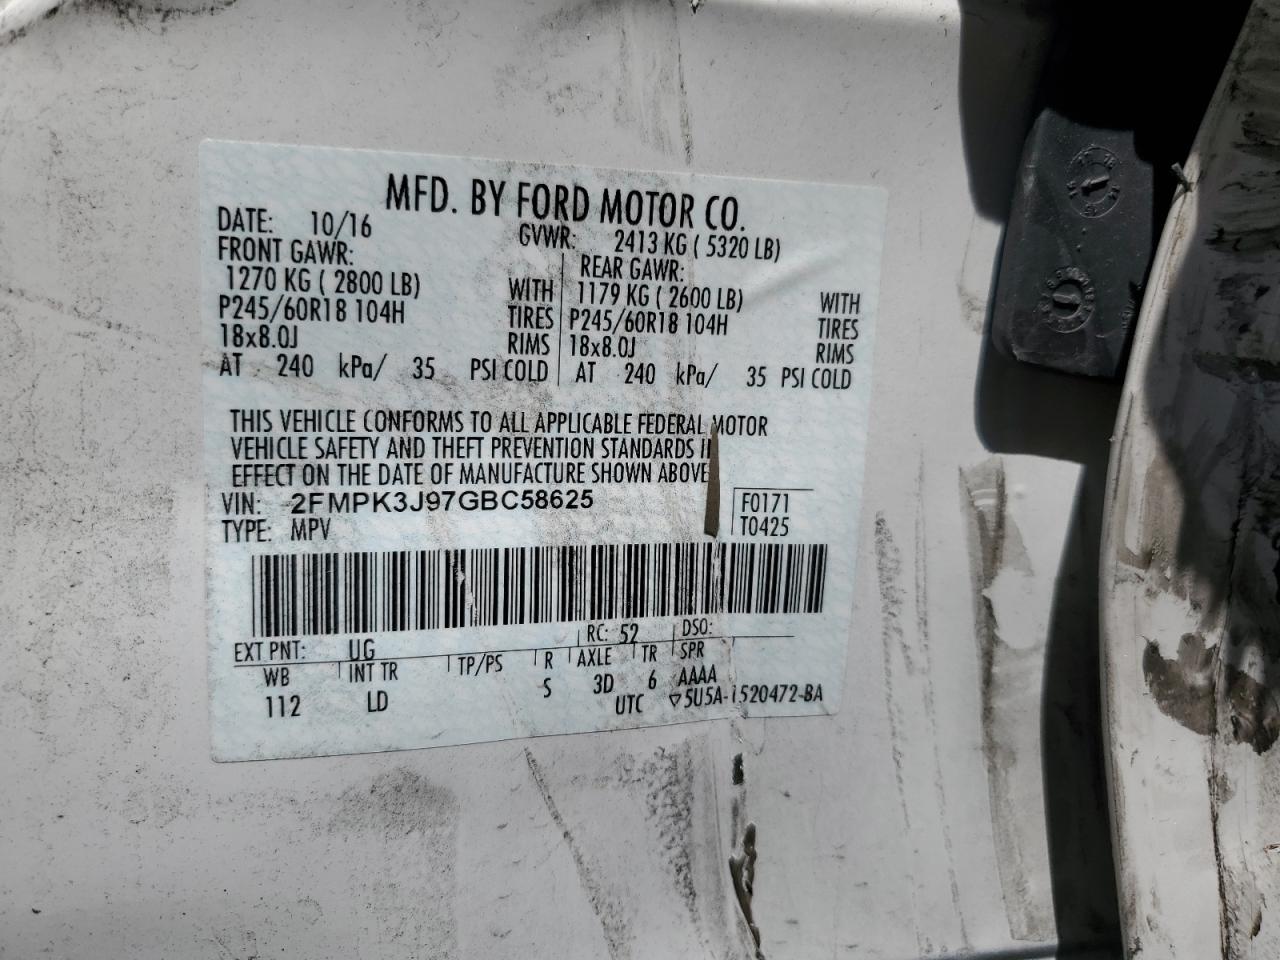 MFD. BY FORD MOTOR CO.
DATE: 10/16 GVWR: 2413 KG ( 5320 LB)
FRONT GAWR: REAR GAWR:
1270 KG ( 2800 LB) WITH 1179 KG ( 2600 LB) WITH
P245/60R18 104H TIRES P245/60R18 104H TIRES
18x8.0J RIMS 18x8.0J RIMS
AT 240 kPa/ 35 PSI COLD AT 240 kPa/ 35 PSI COLD
THIS VEHICLE CONFORMS TO ALL APPLICABLE FEDERAL MOTOR
VEHICLE SAFETY AND THEFT PREVENTION STANDARDS IN
EFFECT ON THE DATE OF MANUFACTURE SHOWN ABOVE
VIN: 2FMPK3J97GBC58625 F0171
TYPE: MPV T0425
EXT PNT: UG RC: 52 DSO:
WB INT TR TP/PS R AXLE TR SPR
112 LD S 3D 6 AAAA
UTC ▽5U5A-1520472-BA